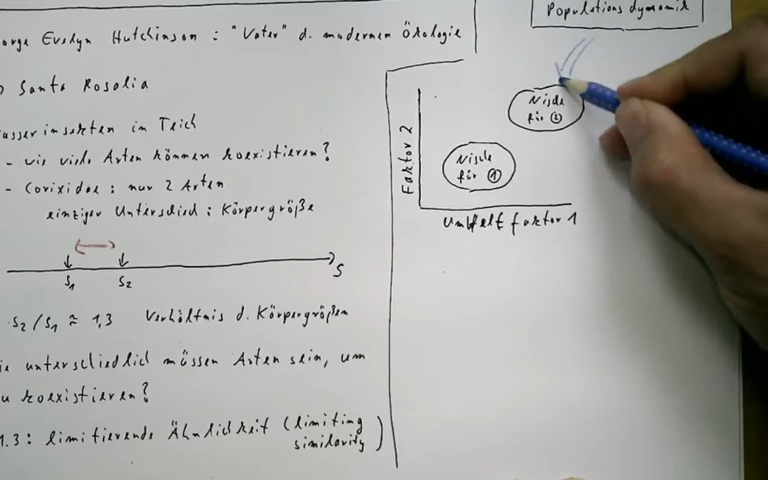 Populationsdynamik
orge Evelyn Hutchinson : "Vater" d. modernen Ökologie
Santa Rosalia
asserinsekten in Teich
- wie viele Arten können koexistieren?
- Corixidae : nur 2 Arten
einziger Unterschied : Körpergröße
S1 S2 S
S2/S1 ≈ 1,3 Verhältnis d. Körpergrößen
ie unterschiedlich müssen Arten sein, um
u koexistieren?
1.3 : limitierende Ähnlichkeit (limiting
similarity)
Faktor 2
Nische
für ②
Nische
für ①
Umweltfaktor 1